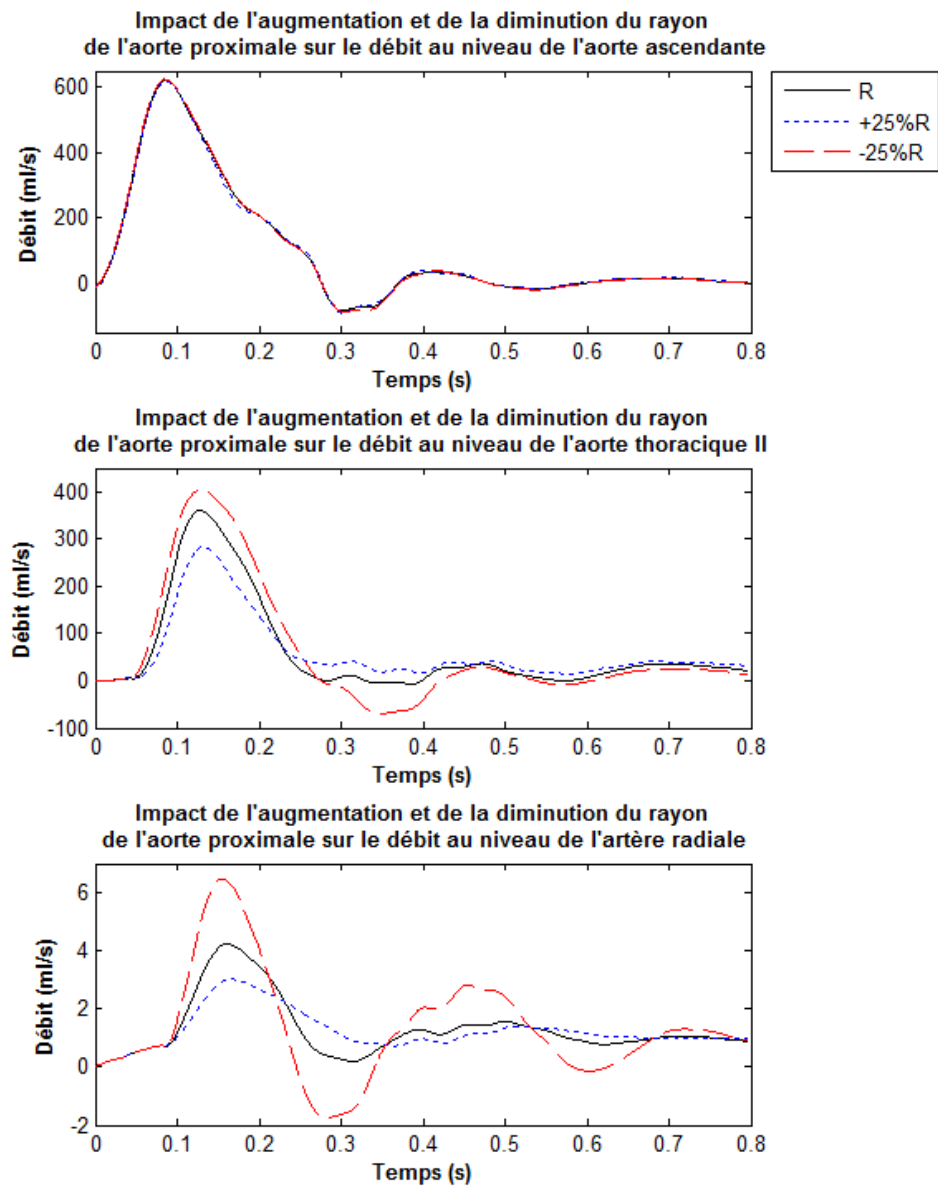 Impact de l'augmentation et de la diminution du rayon
de l'aorte proximale sur le débit au niveau de l'aorte ascendante
600
400
200
0
Débit (ml/s)
0 0.1 0.2 0.3 0.4 0.5 0.6 0.7 0.8
Temps (s)
R
+25%R
-25%R
Impact de l'augmentation et de la diminution du rayon
de l'aorte proximale sur le débit au niveau de l'aorte thoracique II
400
300
200
100
0
-100
Débit (ml/s)
0 0.1 0.2 0.3 0.4 0.5 0.6 0.7 0.8
Temps (s)
Impact de l'augmentation et de la diminution du rayon
de l'aorte proximale sur le débit au niveau de l'artère radiale
6
4
2
0
-2
Débit (ml/s)
0 0.1 0.2 0.3 0.4 0.5 0.6 0.7 0.8
Temps (s)